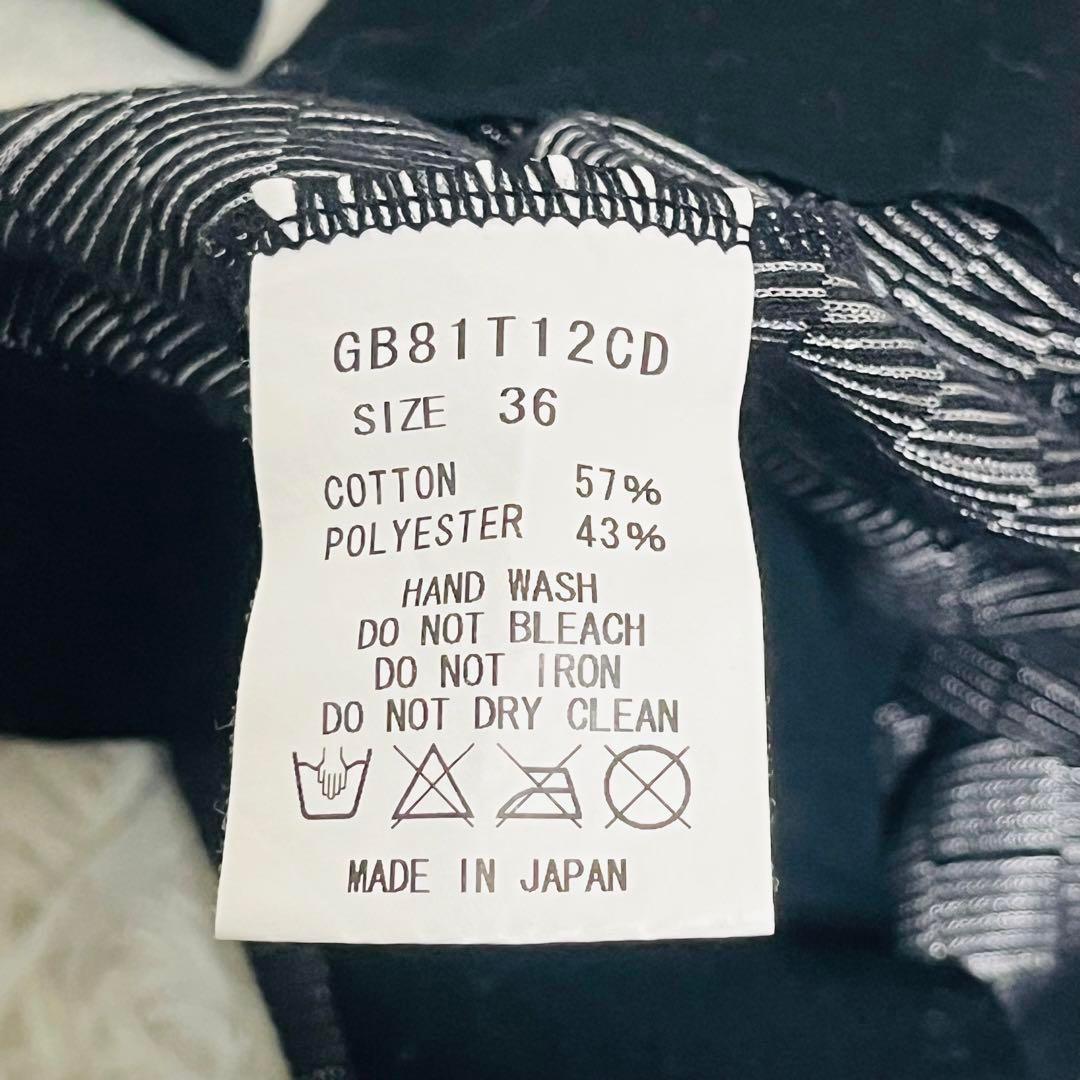 GB81T12CD
SIZE 36
COTTON 57%
POLYESTER 43%
HAND WASH
DO NOT BLEACH
DO NOT IRON
DO NOT DRY CLEAN
MADE IN JAPAN